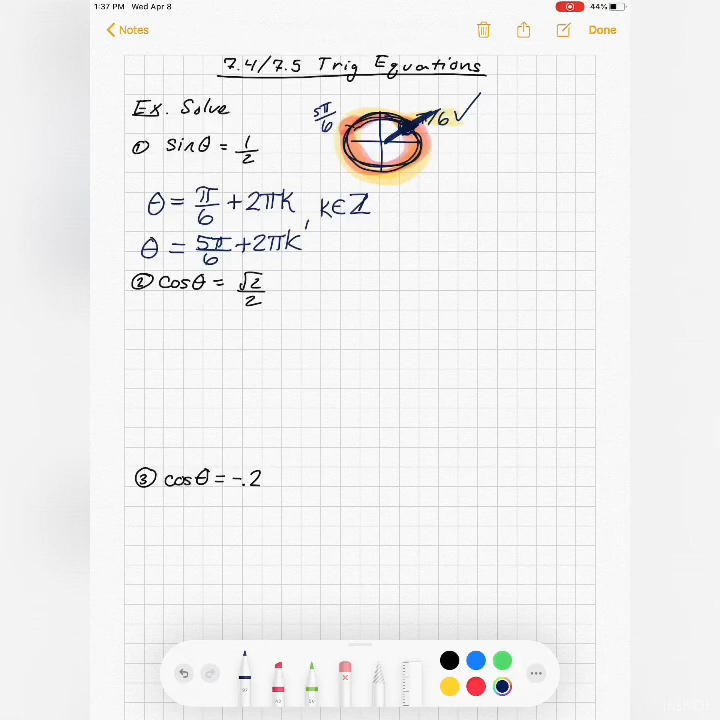 1:37 PM Wed Apr 8
44%
Notes
Done
7.4/7.5 Trig Equations
Ex. Solve
5π/6
π/6 ✓
① sinθ = 1/2
θ = π/6 + 2πk, k∈ℤ
θ = 5π/6 + 2πk
② cosθ = √2/2
③ cosθ = -.2